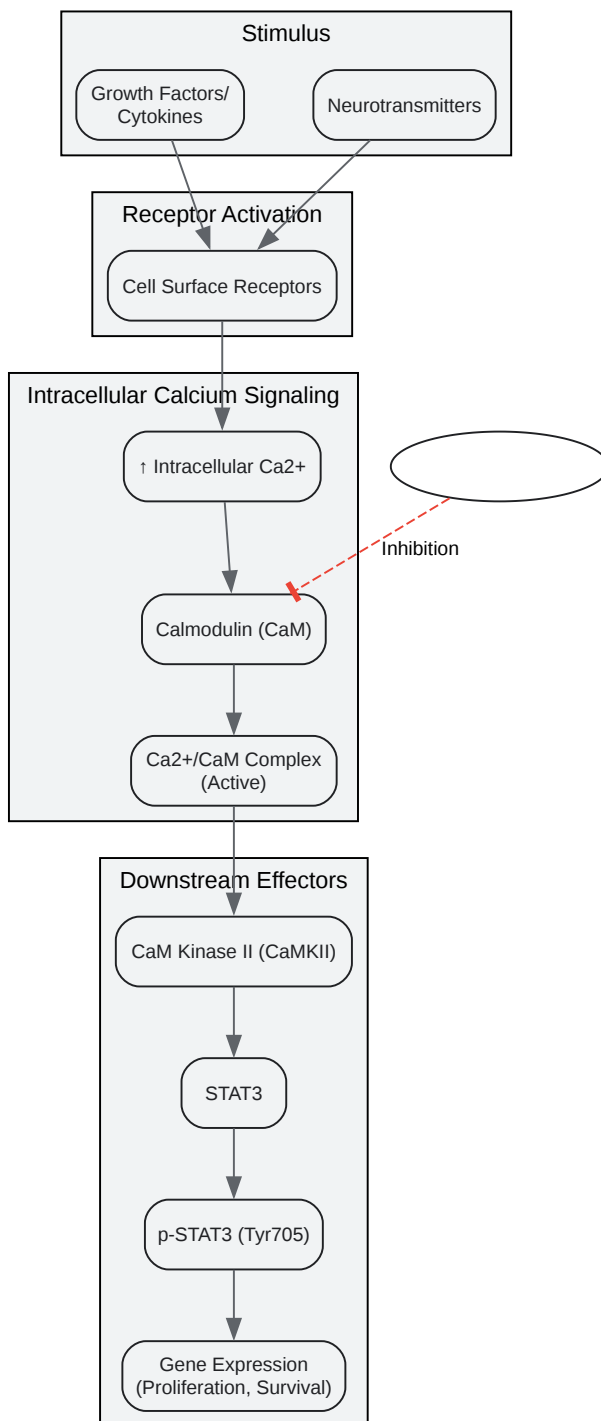 Stimulus
Growth Factors/
Cytokines
Neurotransmitters
Receptor Activation
Cell Surface Receptors
Intracellular Calcium Signaling
↑ Intracellular Ca2+
Inhibition
Calmodulin (CaM)
Ca2+/CaM Complex
(Active)
Downstream Effectors
CaM Kinase II (CaMKII)
STAT3
p-STAT3 (Tyr705)
Gene Expression
(Proliferation, Survival)